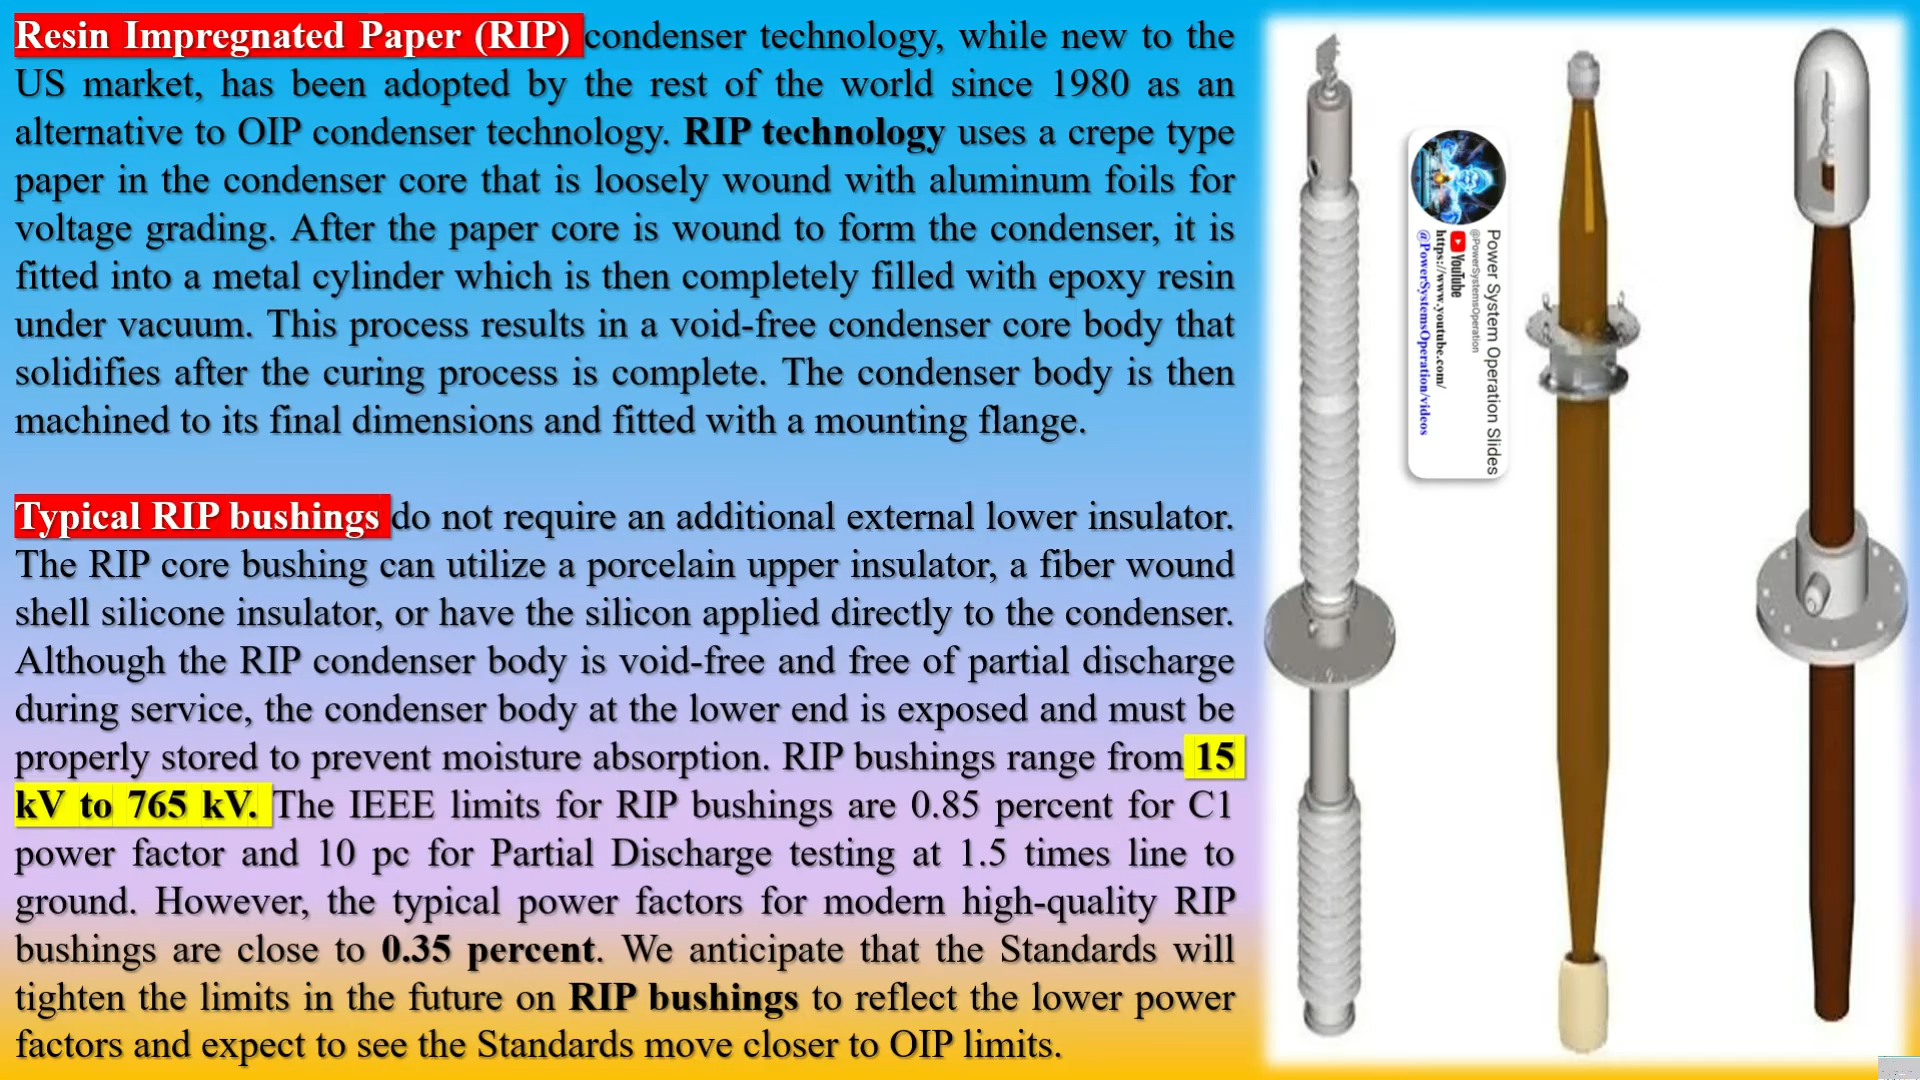 Resin Impregnated Paper (RIP) condenser technology, while new to the
US market, has been adopted by the rest of the world since 1980 as an
alternative to OIP condenser technology. RIP technology uses a crepe type
paper in the condenser core that is loosely wound with aluminum foils for
voltage grading. After the paper core is wound to form the condenser, it is
fitted into a metal cylinder which is then completely filled with epoxy resin
under vacuum. This process results in a void-free condenser core body that
solidifies after the curing process is complete. The condenser body is then
machined to its final dimensions and fitted with a mounting flange.
Typical RIP bushings do not require an additional external lower insulator.
The RIP core bushing can utilize a porcelain upper insulator, a fiber wound
shell silicone insulator, or have the silicon applied directly to the condenser.
Although the RIP condenser body is void-free and free of partial discharge
during service, the condenser body at the lower end is exposed and must be
properly stored to prevent moisture absorption. RIP bushings range from 15
kV to 765 kV. The IEEE limits for RIP bushings are 0.85 percent for C1
power factor and 10 pc for Partial Discharge testing at 1.5 times line to
ground. However, the typical power factors for modern high-quality RIP
bushings are close to 0.35 percent. We anticipate that the Standards will
tighten the limits in the future on RIP bushings to reflect the lower power
factors and expect to see the Standards move closer to OIP limits.
Power System Operation Slides
@PowerSystemsOperation
YouTube
https://www.youtube.com/
@PowerSystemsOperation/videos